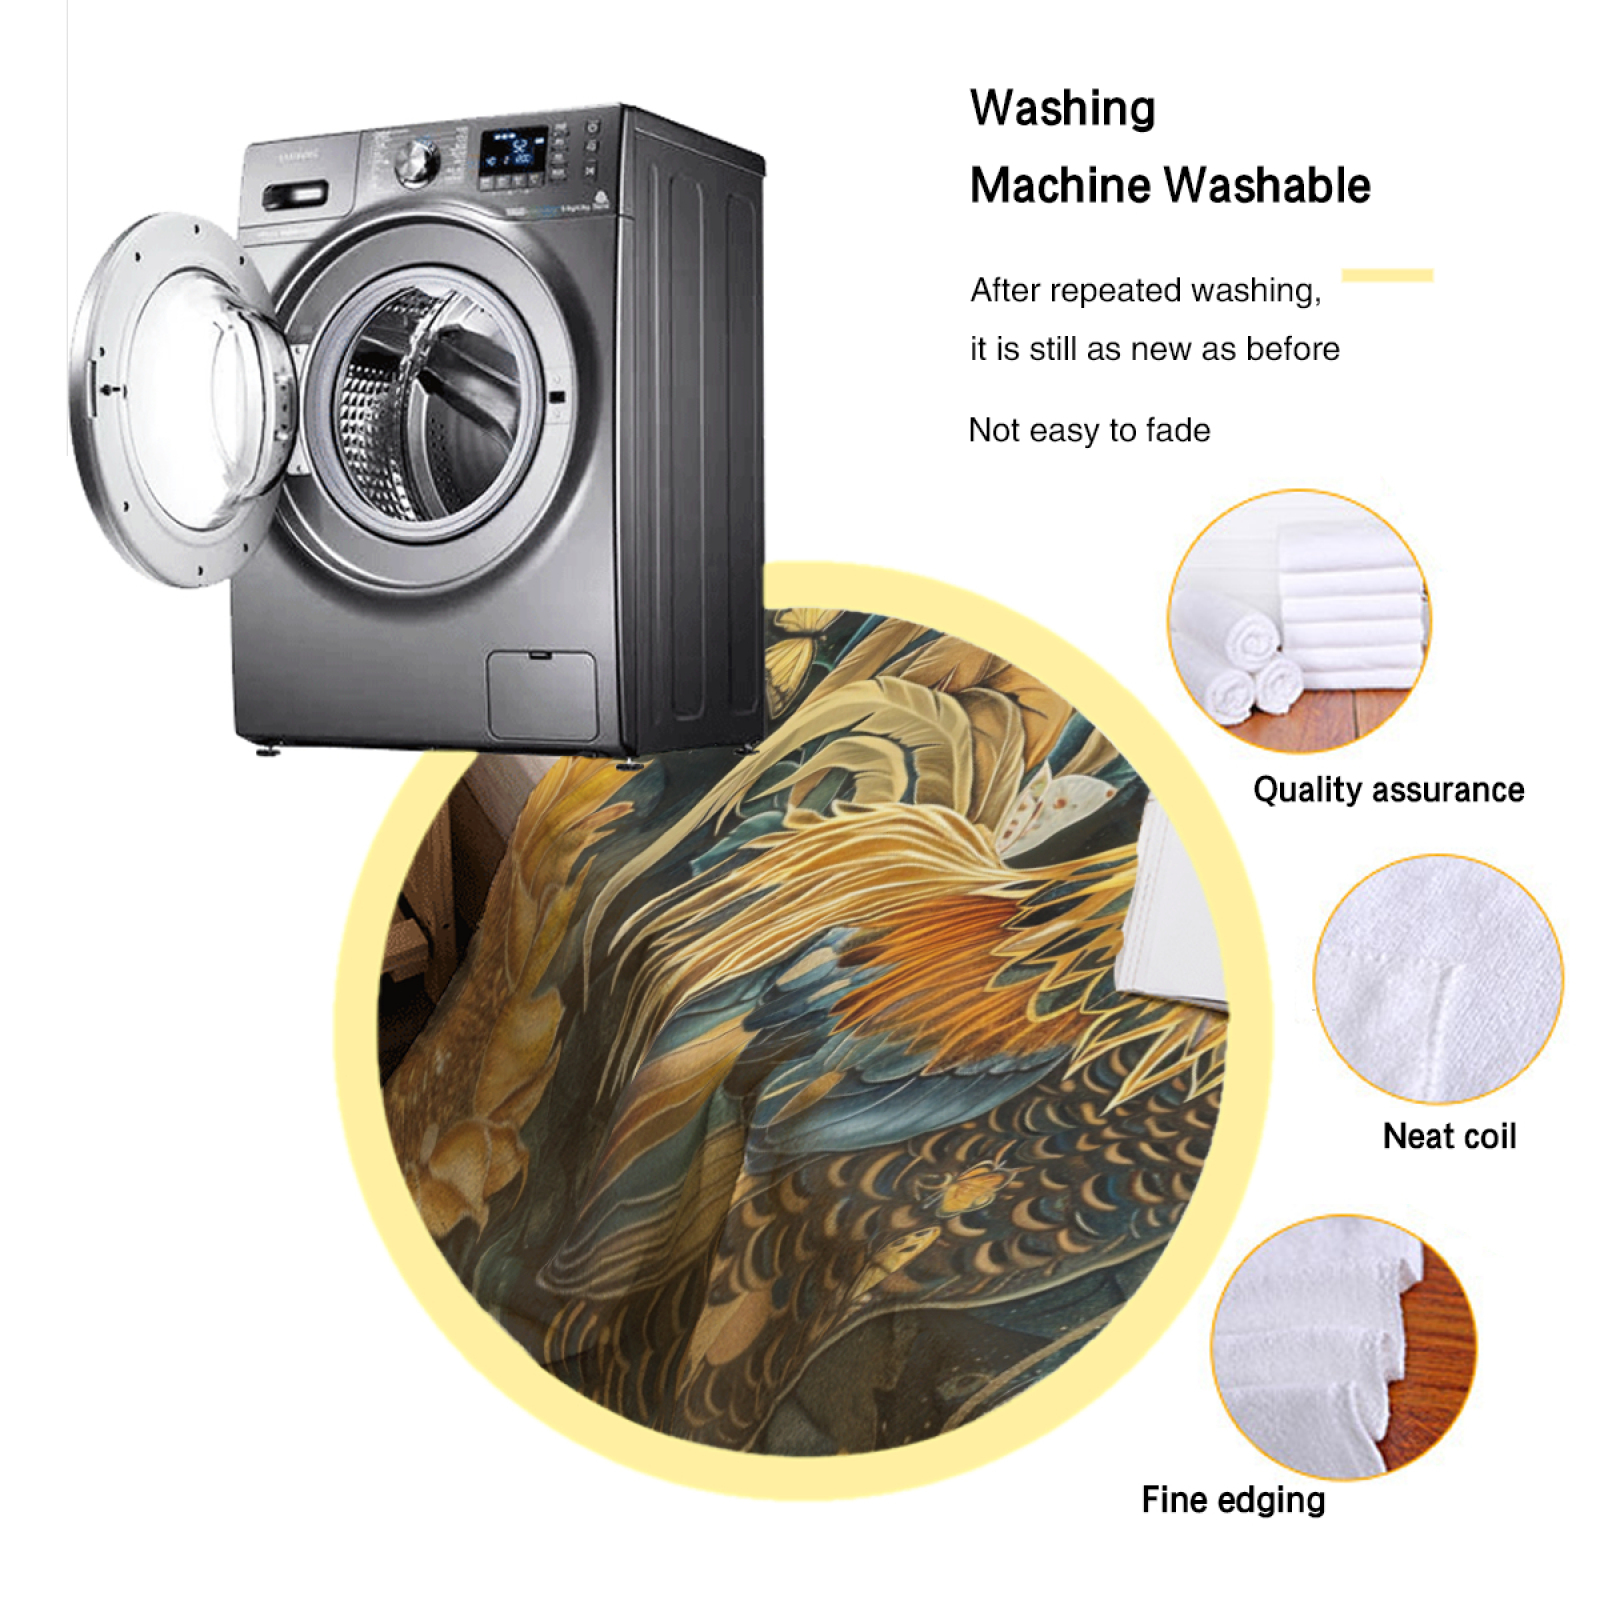 Washing
Machine Washable
After repeated washing,
it is still as new as before
Not easy to fade
Quality assurance
Neat coil
Fine edging